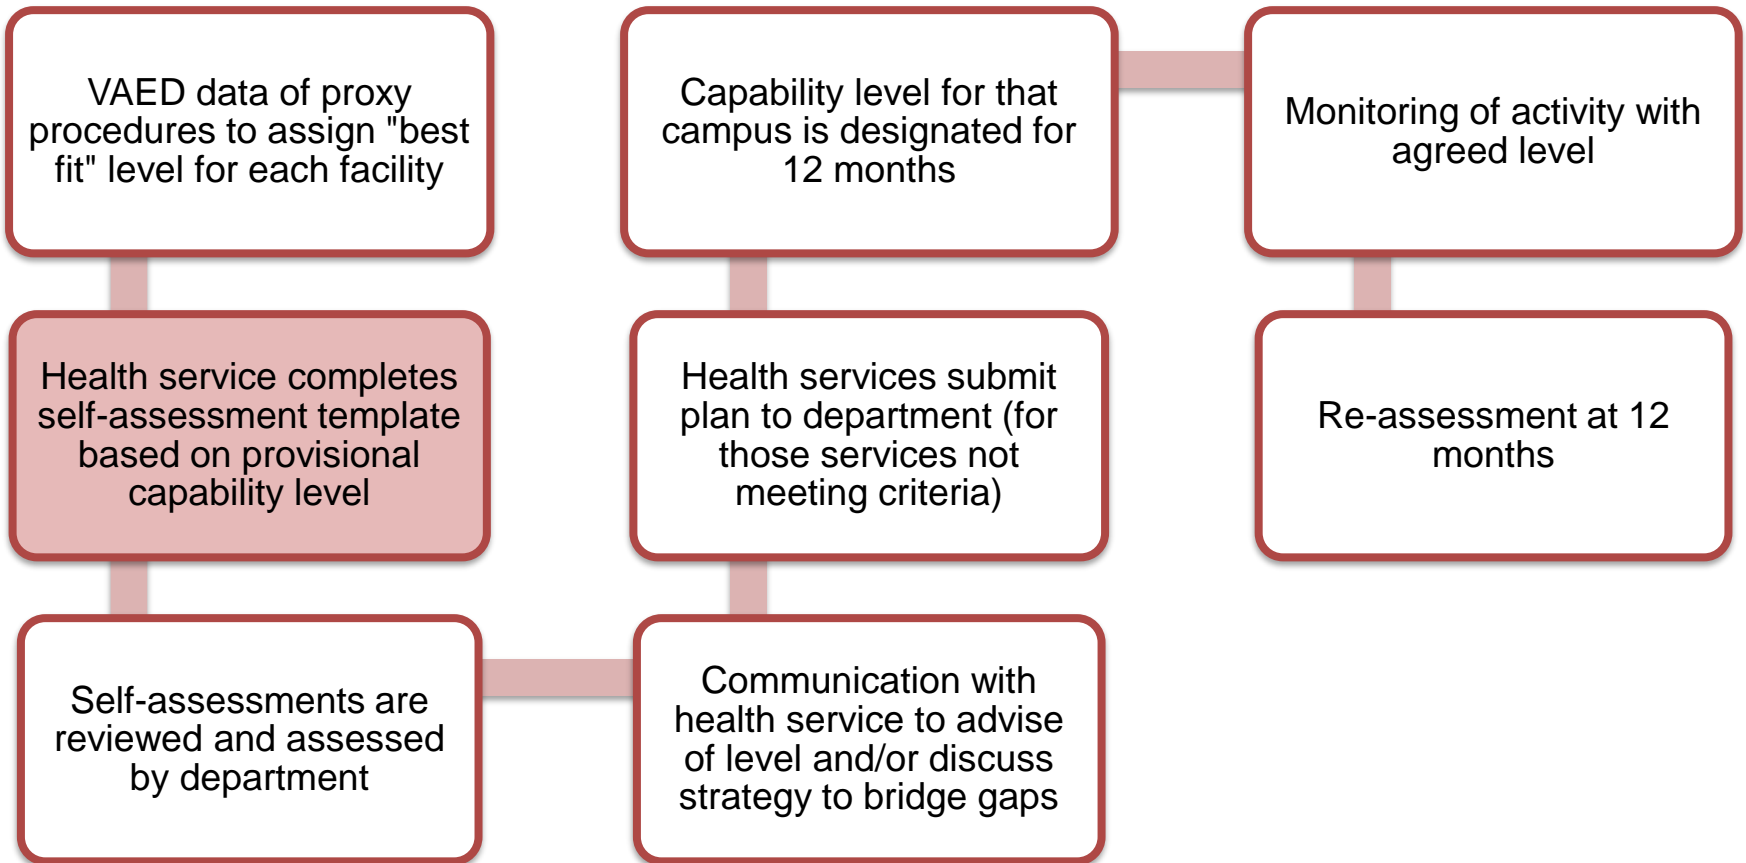 VAED data of proxy
procedures to assign "best
fit" level for each facility
Health service completes
self-assessment template
based on provisional
capability level
Self-assessments are
reviewed and assessed
by department
Communication with
health service to advise
of level and/or discuss
strategy to bridge gaps
Health services submit
plan to department (for
those services not
meeting criteria)
Capability level for that
campus is designated for
12 months
Monitoring of activity with
agreed level
Re-assessment at 12
months